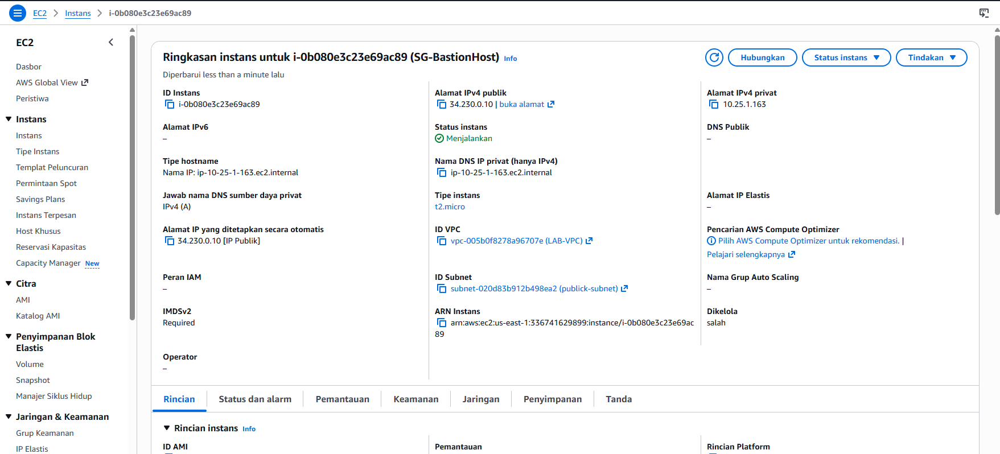 EC2 > Instans > i-0b080e3c23e69ac89
EC2
Dasbor
AWS Global View
Peristiwa
Instans
Instans
Tipe Instans
Templat Peluncuran
Permintaan Spot
Savings Plans
Instans Terpesan
Host Khusus
Reservasi Kapasitas
Capacity Manager New
Citra
AMI
Katalog AMI
Penyimpanan Blok
Elastis
Volume
Snapshot
Manajer Siklus Hidup
Jaringan & Keamanan
Grup Keamanan
IP Elastis
Ringkasan instans untuk i-0b080e3c23e69ac89 (SG-BastionHost) Info
Hubungkan
Status instans
Tindakan
Diperbarui less than a minute lalu
ID Instans
i-0b080e3c23e69ac89
Alamat IPv4 publik
34.230.0.10 | buka alamat
Alamat IPv4 privat
10.25.1.163
Alamat IPv6
–
Status instans
Menjalankan
DNS Publik
–
Tipe hostname
Nama IP: ip-10-25-1-163.ec2.internal
Nama DNS IP privat (hanya IPv4)
ip-10-25-1-163.ec2.internal
Jawab nama DNS sumber daya privat
IPv4 (A)
Tipe instans
t2.micro
Alamat IP Elastis
–
Alamat IP yang ditetapkan secara otomatis
34.230.0.10 [IP Publik]
ID VPC
vpc-005b0f8278a96707e (LAB-VPC)
Pencarian AWS Compute Optimizer
Pilih AWS Compute Optimizer untuk rekomendasi. |
Pelajari selengkapnya
Peran IAM
–
ID Subnet
subnet-020d83b912b498ea2 (publick-subnet)
Nama Grup Auto Scaling
–
IMDSv2
Required
ARN Instans
arn:aws:ec2:us-east-1:336741629899:instance/i-0b080e3c23e69ac
89
Dikelola
salah
Operator
–
Rincian
Status dan alarm
Pemantauan
Keamanan
Jaringan
Penyimpanan
Tanda
Rincian instans Info
ID AMI
Pemantauan
Rincian Platform